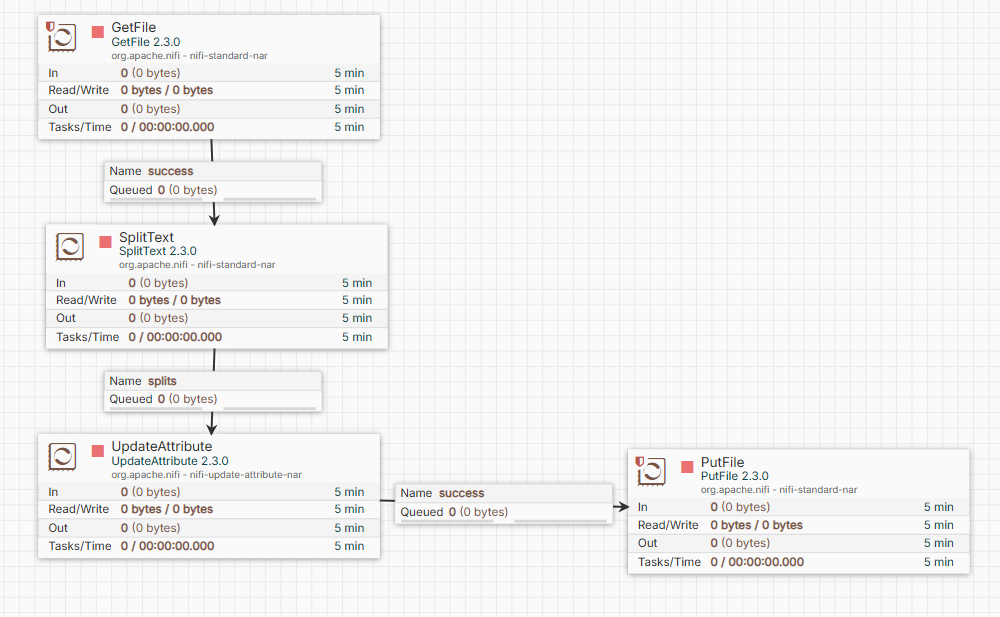 GetFile
GetFile 2.3.0
org.apache.nifi - nifi-standard-nar
In 0 (0 bytes) 5 min
Read/Write 0 bytes / 0 bytes 5 min
Out 0 (0 bytes) 5 min
Tasks/Time 0 / 00:00:00.000 5 min
Name success
Queued 0 (0 bytes)
SplitText
SplitText 2.3.0
org.apache.nifi - nifi-standard-nar
In 0 (0 bytes) 5 min
Read/Write 0 bytes / 0 bytes 5 min
Out 0 (0 bytes) 5 min
Tasks/Time 0 / 00:00:00.000 5 min
Name splits
Queued 0 (0 bytes)
UpdateAttribute
UpdateAttribute 2.3.0
org.apache.nifi - nifi-update-attribute-nar
In 0 (0 bytes) 5 min
Read/Write 0 bytes / 0 bytes 5 min
Out 0 (0 bytes) 5 min
Tasks/Time 0 / 00:00:00.000 5 min
Name success
Queued 0 (0 bytes)
PutFile
PutFile 2.3.0
org.apache.nifi - nifi-standard-nar
In 0 (0 bytes) 5 min
Read/Write 0 bytes / 0 bytes 5 min
Out 0 (0 bytes) 5 min
Tasks/Time 0 / 00:00:00.000 5 min